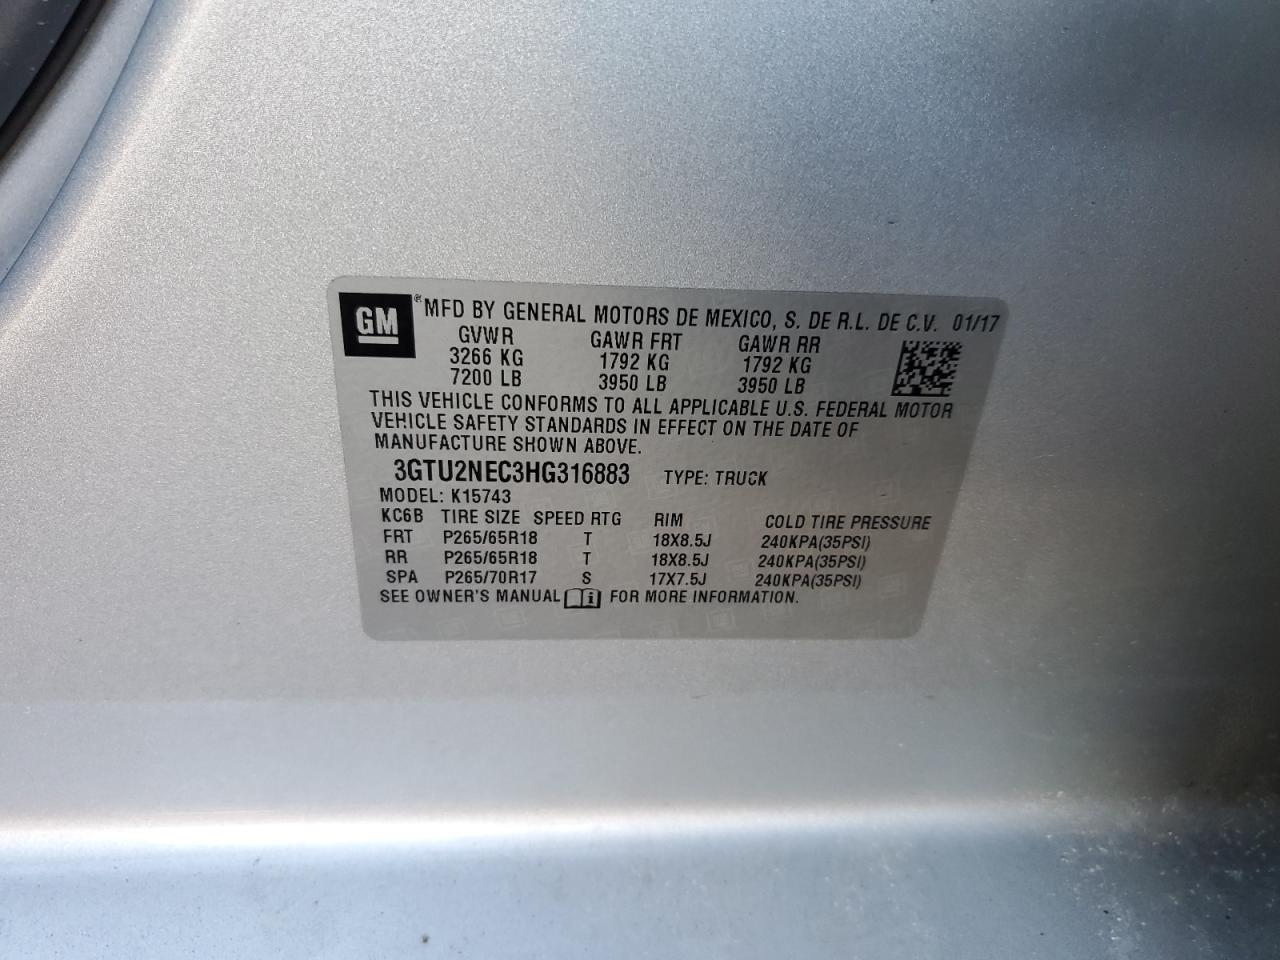 GM
® MFD BY GENERAL MOTORS DE MEXICO, S. DE R.L. DE C.V. 01/17
GVWR GAWR FRT GAWR RR
3266 KG 1792 KG 1792 KG
7200 LB 3950 LB 3950 LB
THIS VEHICLE CONFORMS TO ALL APPLICABLE U.S. FEDERAL MOTOR
VEHICLE SAFETY STANDARDS IN EFFECT ON THE DATE OF
MANUFACTURE SHOWN ABOVE.
3GTU2NEC3HG316883 TYPE: TRUCK
MODEL: K15743
KC6B TIRE SIZE SPEED RTG RIM COLD TIRE PRESSURE
FRT P265/65R18 T 18X8.5J 240KPA(35PSI)
RR P265/65R18 T 18X8.5J 240KPA(35PSI)
SPA P265/70R17 S 17X7.5J 240KPA(35PSI)
SEE OWNER'S MANUAL i FOR MORE INFORMATION.